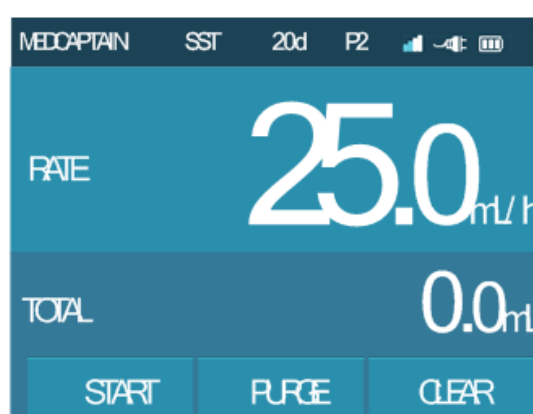 MEDCAPTAIN SST 20d P2
RATE 25.0mL/h
TOTAL 0.0mL
START PURGE CLEAR